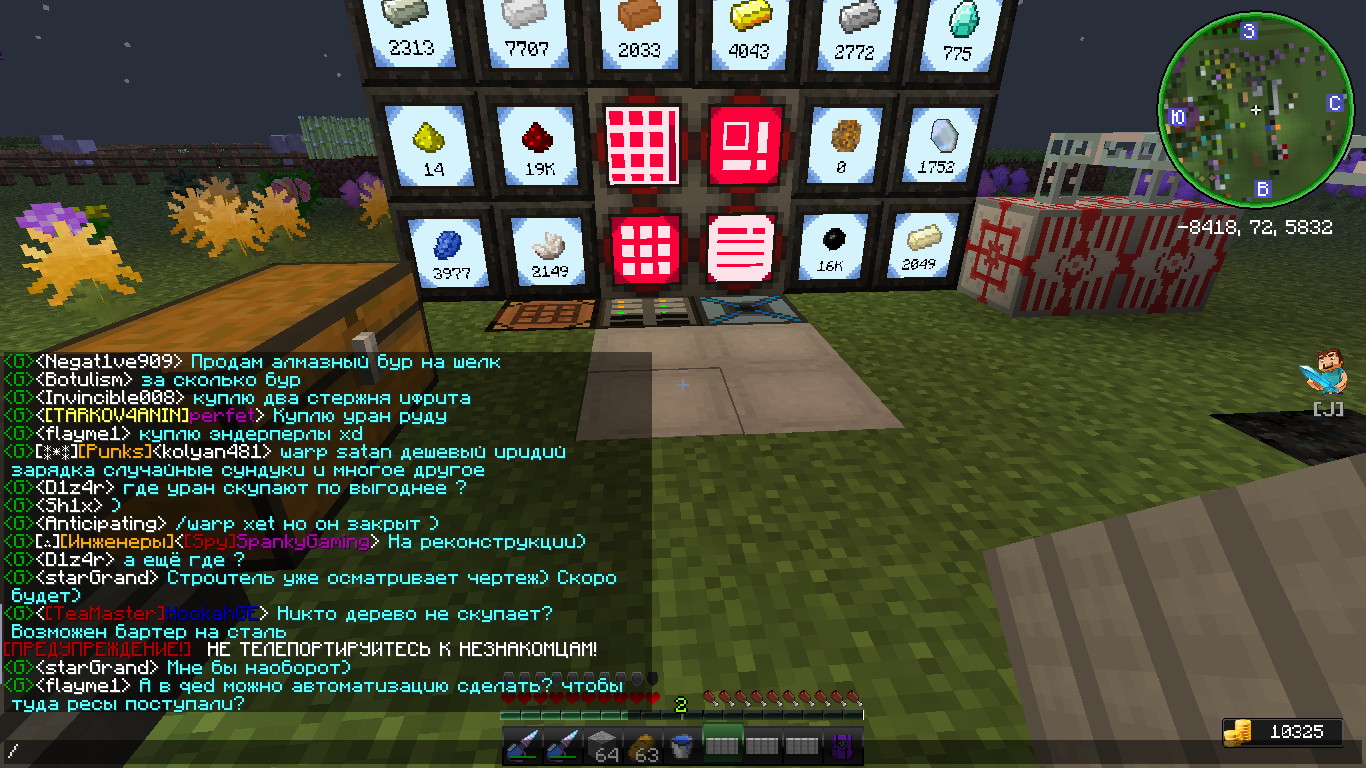 2313 7707 2033 4043 2772 775
14 19K 0 1752
3977 2149 16K 2049
З
Ю С
В
-8418, 72, 5832
[J]
<G><Negat1ve909> Продам алмазный бур на шелк
<G><Botulism> за сколько бур
<G><Invincible008> куплю два стержня ифрита
<G><[TARKOV4ANIN]perfet> Куплю уран руду
<G><flayme1> куплю эндерперлы xd
<G>[**][Punks]<kolyan481> warp satan дешевый иридий
зарядка случайные сундуки и многое другое
<G><D1z4r> где уран скупают по выгоднее ?
<G><Sh1x> )
<G><Anticipating> /warp xet но он закрыт )
<G>[.][Инженеры]<[Spy]SpankyGaming> На реконструкции)
<G><D1z4r> а ещё где ?
<G><starGrand> Строитель уже осматривает чертеж) Скоро
будет)
<G><[TeaMaster]HookahGE> Никто дерево не скупает?
Возможен бартер на сталь
[ПРЕДУПРЕЖДЕНИЕ!] НЕ ТЕЛЕПОРТИРУЙТЕСЬ К НЕЗНАКОМЦАМ!
<G><starGrand> Мне бы наоборот)
<G><flayme1> А в qed можно автоматизацию сделать? чтобы
туда ресы поступали?
2
64 63
10325
/